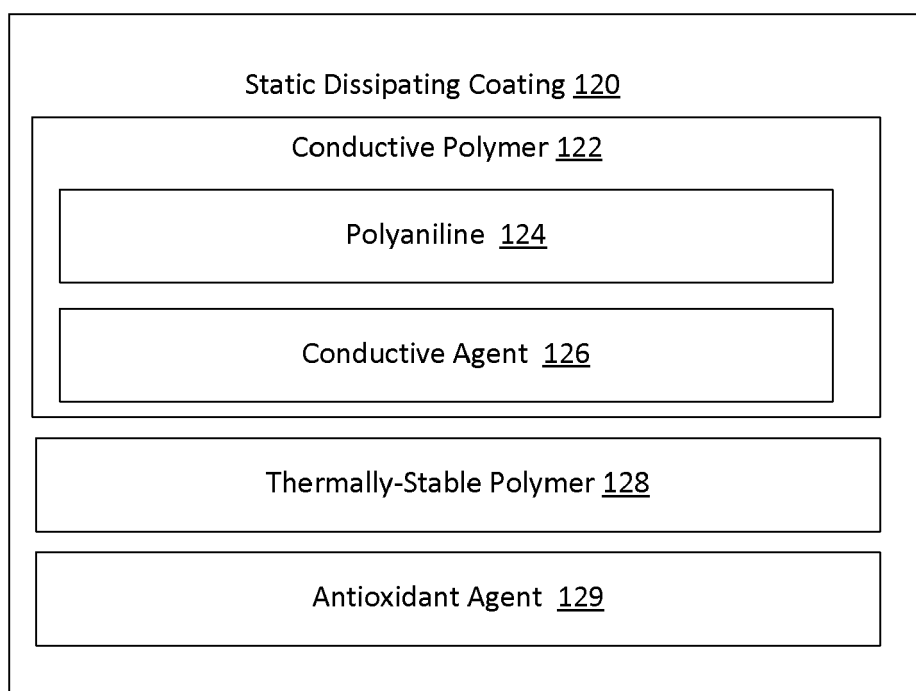 Static Dissipating Coating 120
Conductive Polymer 122
Polyaniline 124
Conductive Agent 126
Thermally-Stable Polymer 128
Antioxidant Agent 129